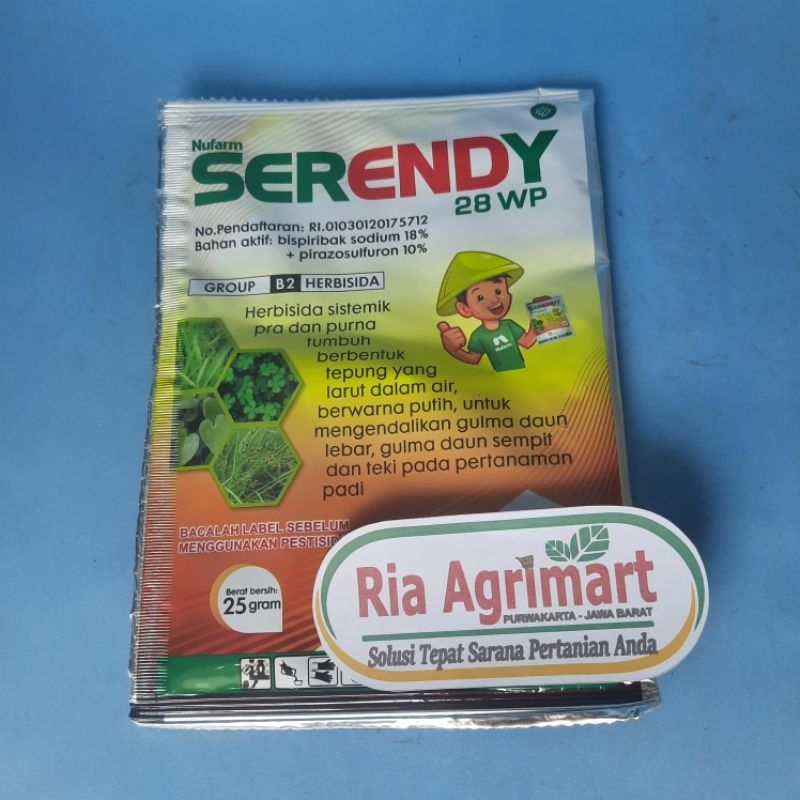 Nufarm
SERENDY
28 WP
No.Pendaftaran: RI.01030120175712
Bahan aktif: bispiribak sodium 18%
+ pirazosulfuron 10%
GROUP B2 HERBISIDA
Herbisida sistemik
pra dan purna
tumbuh
berbentuk
tepung yang
larut dalam air,
berwarna putih, untuk
mengendalikan gulma daun
lebar, gulma daun sempit
dan teki pada pertanaman
padi
SERENDY
Nufarm
BACALAH LABEL SEBELUM
MENGGUNAKAN
Berat bersih:
25 gram
Ria Agrimart
PURWAKARTA - JAWA BARAT
Solusi Tepat Sarana Pertanian Anda